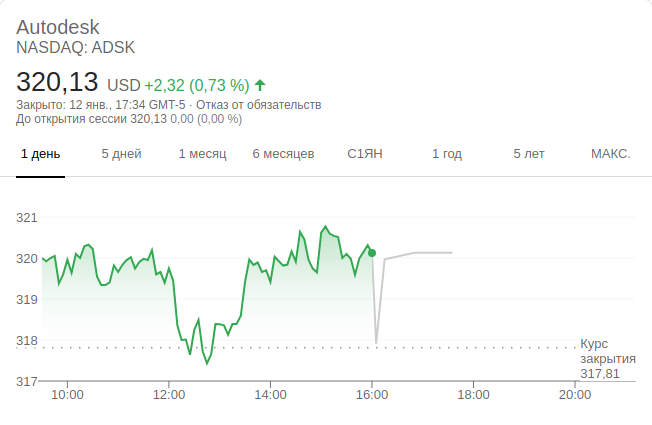 Autodesk
NASDAQ: ADSK
320,13 USD +2,32 (0,73 %)
Закрыто: 12 янв., 17:34 GMT-5 · Отказ от обязательств
До открытия сессии 320,13 0,00 (0,00 %)
1 день 5 дней 1 месяц 6 месяцев С1ЯН 1 год 5 лет МАКС.
321
320
319
318
Курс
закрытия
317,81
317
10:00 12:00 14:00 16:00 18:00 20:00